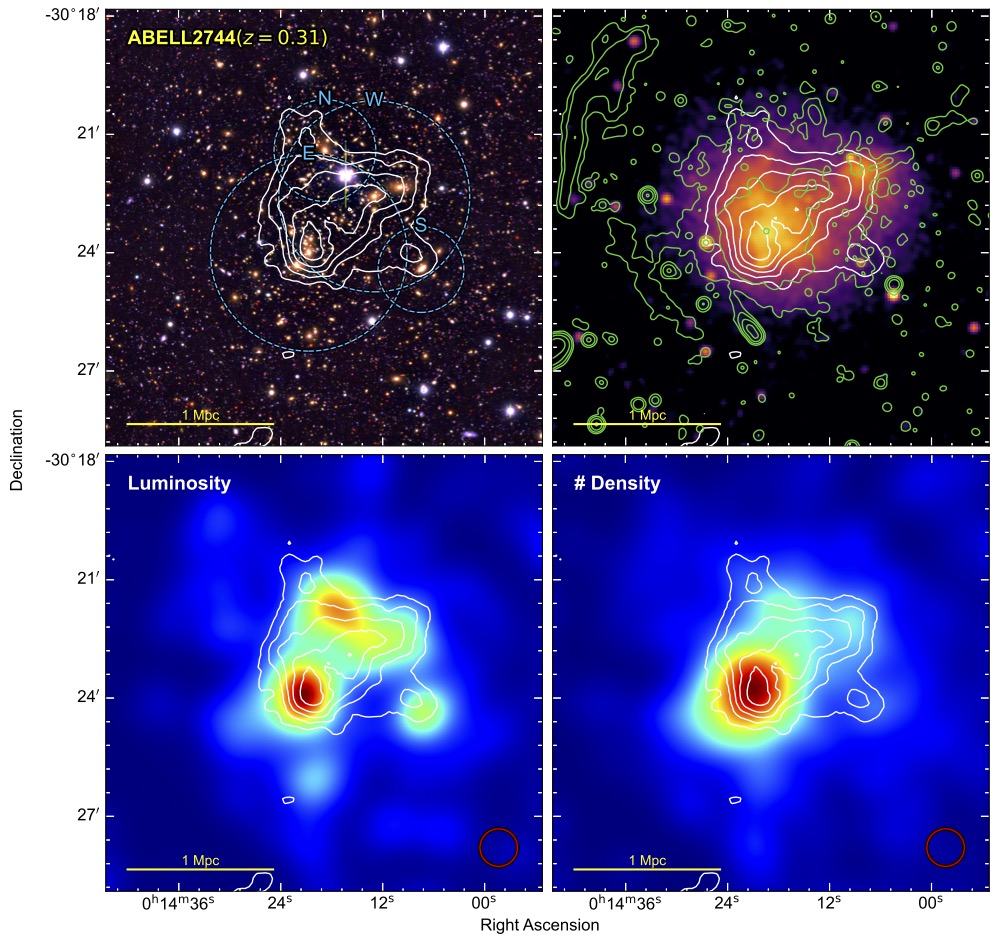 ABELL2744(z = 0.31)
N
W
E
S
-30°18′
21′
24′
27′
1 Mpc
1 Mpc
Declination
Luminosity
# Density
-30°18′
21′
24′
27′
1 Mpc
1 Mpc
0ʰ14ᵐ36ˢ 24ˢ 12ˢ 00ˢ
24ˢ 12ˢ 00ˢ
0ʰ14ᵐ36ˢ
Right Ascension